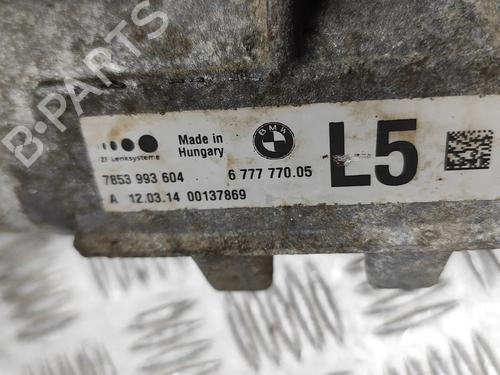 B-PARTS
ZF Lenksysteme
Made in
Hungary
BMW
L5
7853 993 604
6 777 770.05
A 12.03.14 00137869